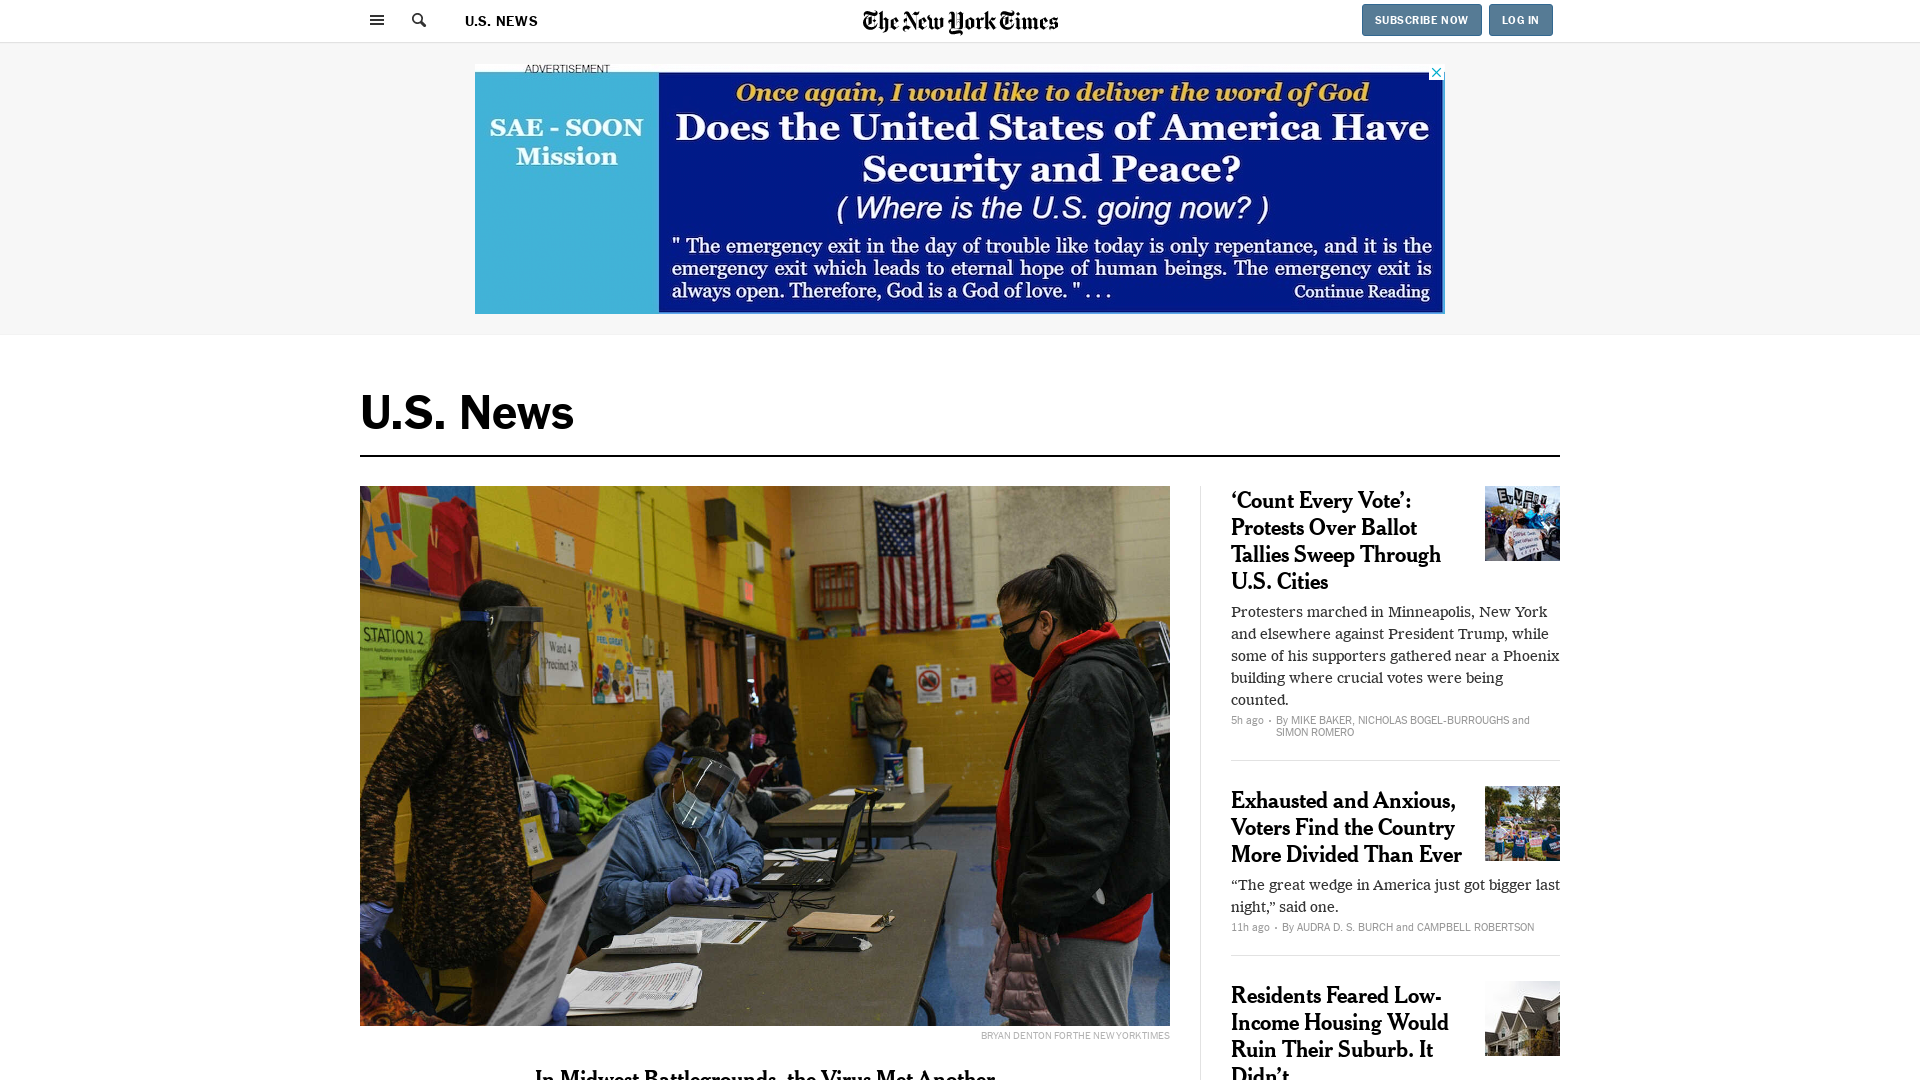 U.S. NEWS
The New York Times
SUBSCRIBE NOW
LOG IN
ADVERTISEMENT
SAE - SOON
Mission
Once again, I would like to deliver the word of God
Does the United States of America Have
Security and Peace?
( Where is the U.S. going now? )
" The emergency exit in the day of trouble like today is only repentance, and it is the
emergency exit which leads to eternal hope of human beings. The emergency exit is
always open. Therefore, God is a God of love. " . . .
Continue Reading
U.S. News
STATION 2
Ward 4
Precinct 38
FEEL GREAT
BRYAN DENTON FOR THE NEW YORK TIMES
In Midwest Battlegrounds, the Virus Met Another
‘Count Every Vote’:
Protests Over Ballot
Tallies Sweep Through
U.S. Cities
EVERY
Protesters marched in Minneapolis, New York
and elsewhere against President Trump, while
some of his supporters gathered near a Phoenix
building where crucial votes were being
counted.
5h ago · By MIKE BAKER, NICHOLAS BOGEL-BURROUGHS and
SIMON ROMERO
Exhausted and Anxious,
Voters Find the Country
More Divided Than Ever
“The great wedge in America just got bigger last
night,” said one.
11h ago · By AUDRA D. S. BURCH and CAMPBELL ROBERTSON
Residents Feared Low-
Income Housing Would
Ruin Their Suburb. It
Didn’t.